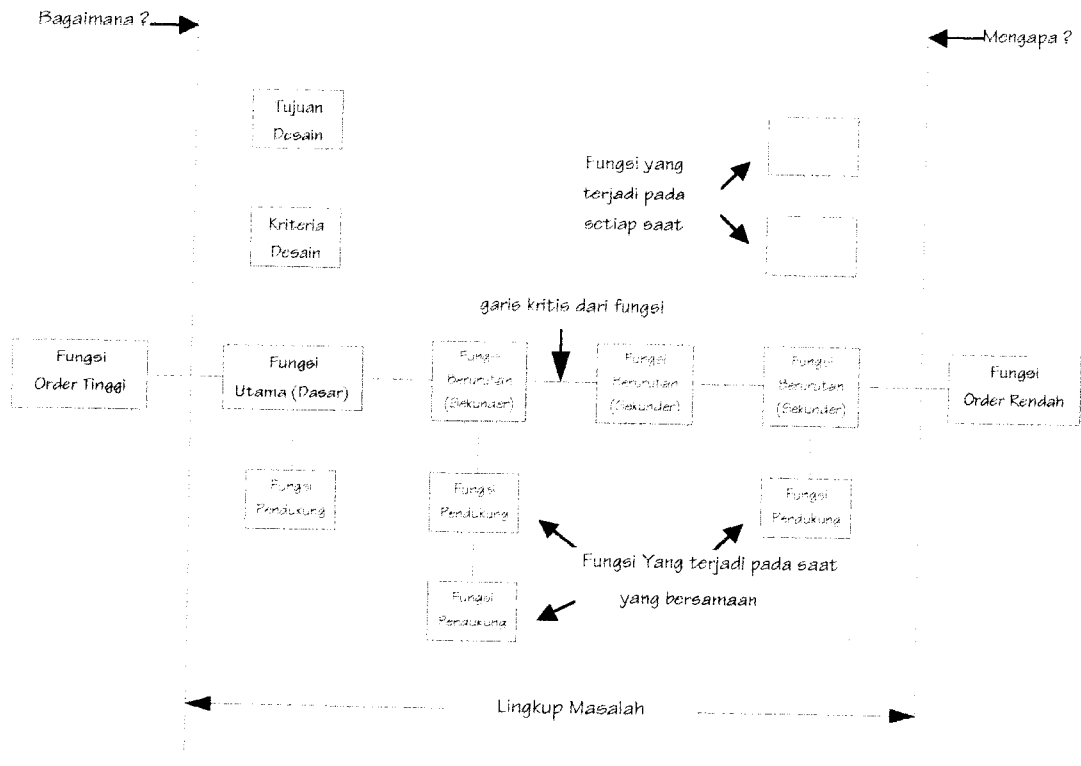 Bagaimana ?
Mengapa ?
Tujuan
Desain
Fungsi yang
terjadi pada
setiap saat
Kriteria
Desain
garis kritis dari fungsi
Fungsi
Order Tinggi
Fungsi
Utama (Dasar)
Fungsi
Berurutan
(Sekunder)
Fungsi
Berurutan
(Sekunder)
Fungsi
Berurutan
(Sekunder)
Fungsi
Order Rendah
Fungsi
Pendukung
Fungsi
Pendukung
Fungsi
Pendukung
Fungsi Yang terjadi pada saat
yang bersamaan
Fungsi
Pendukung
Lingkup Masalah